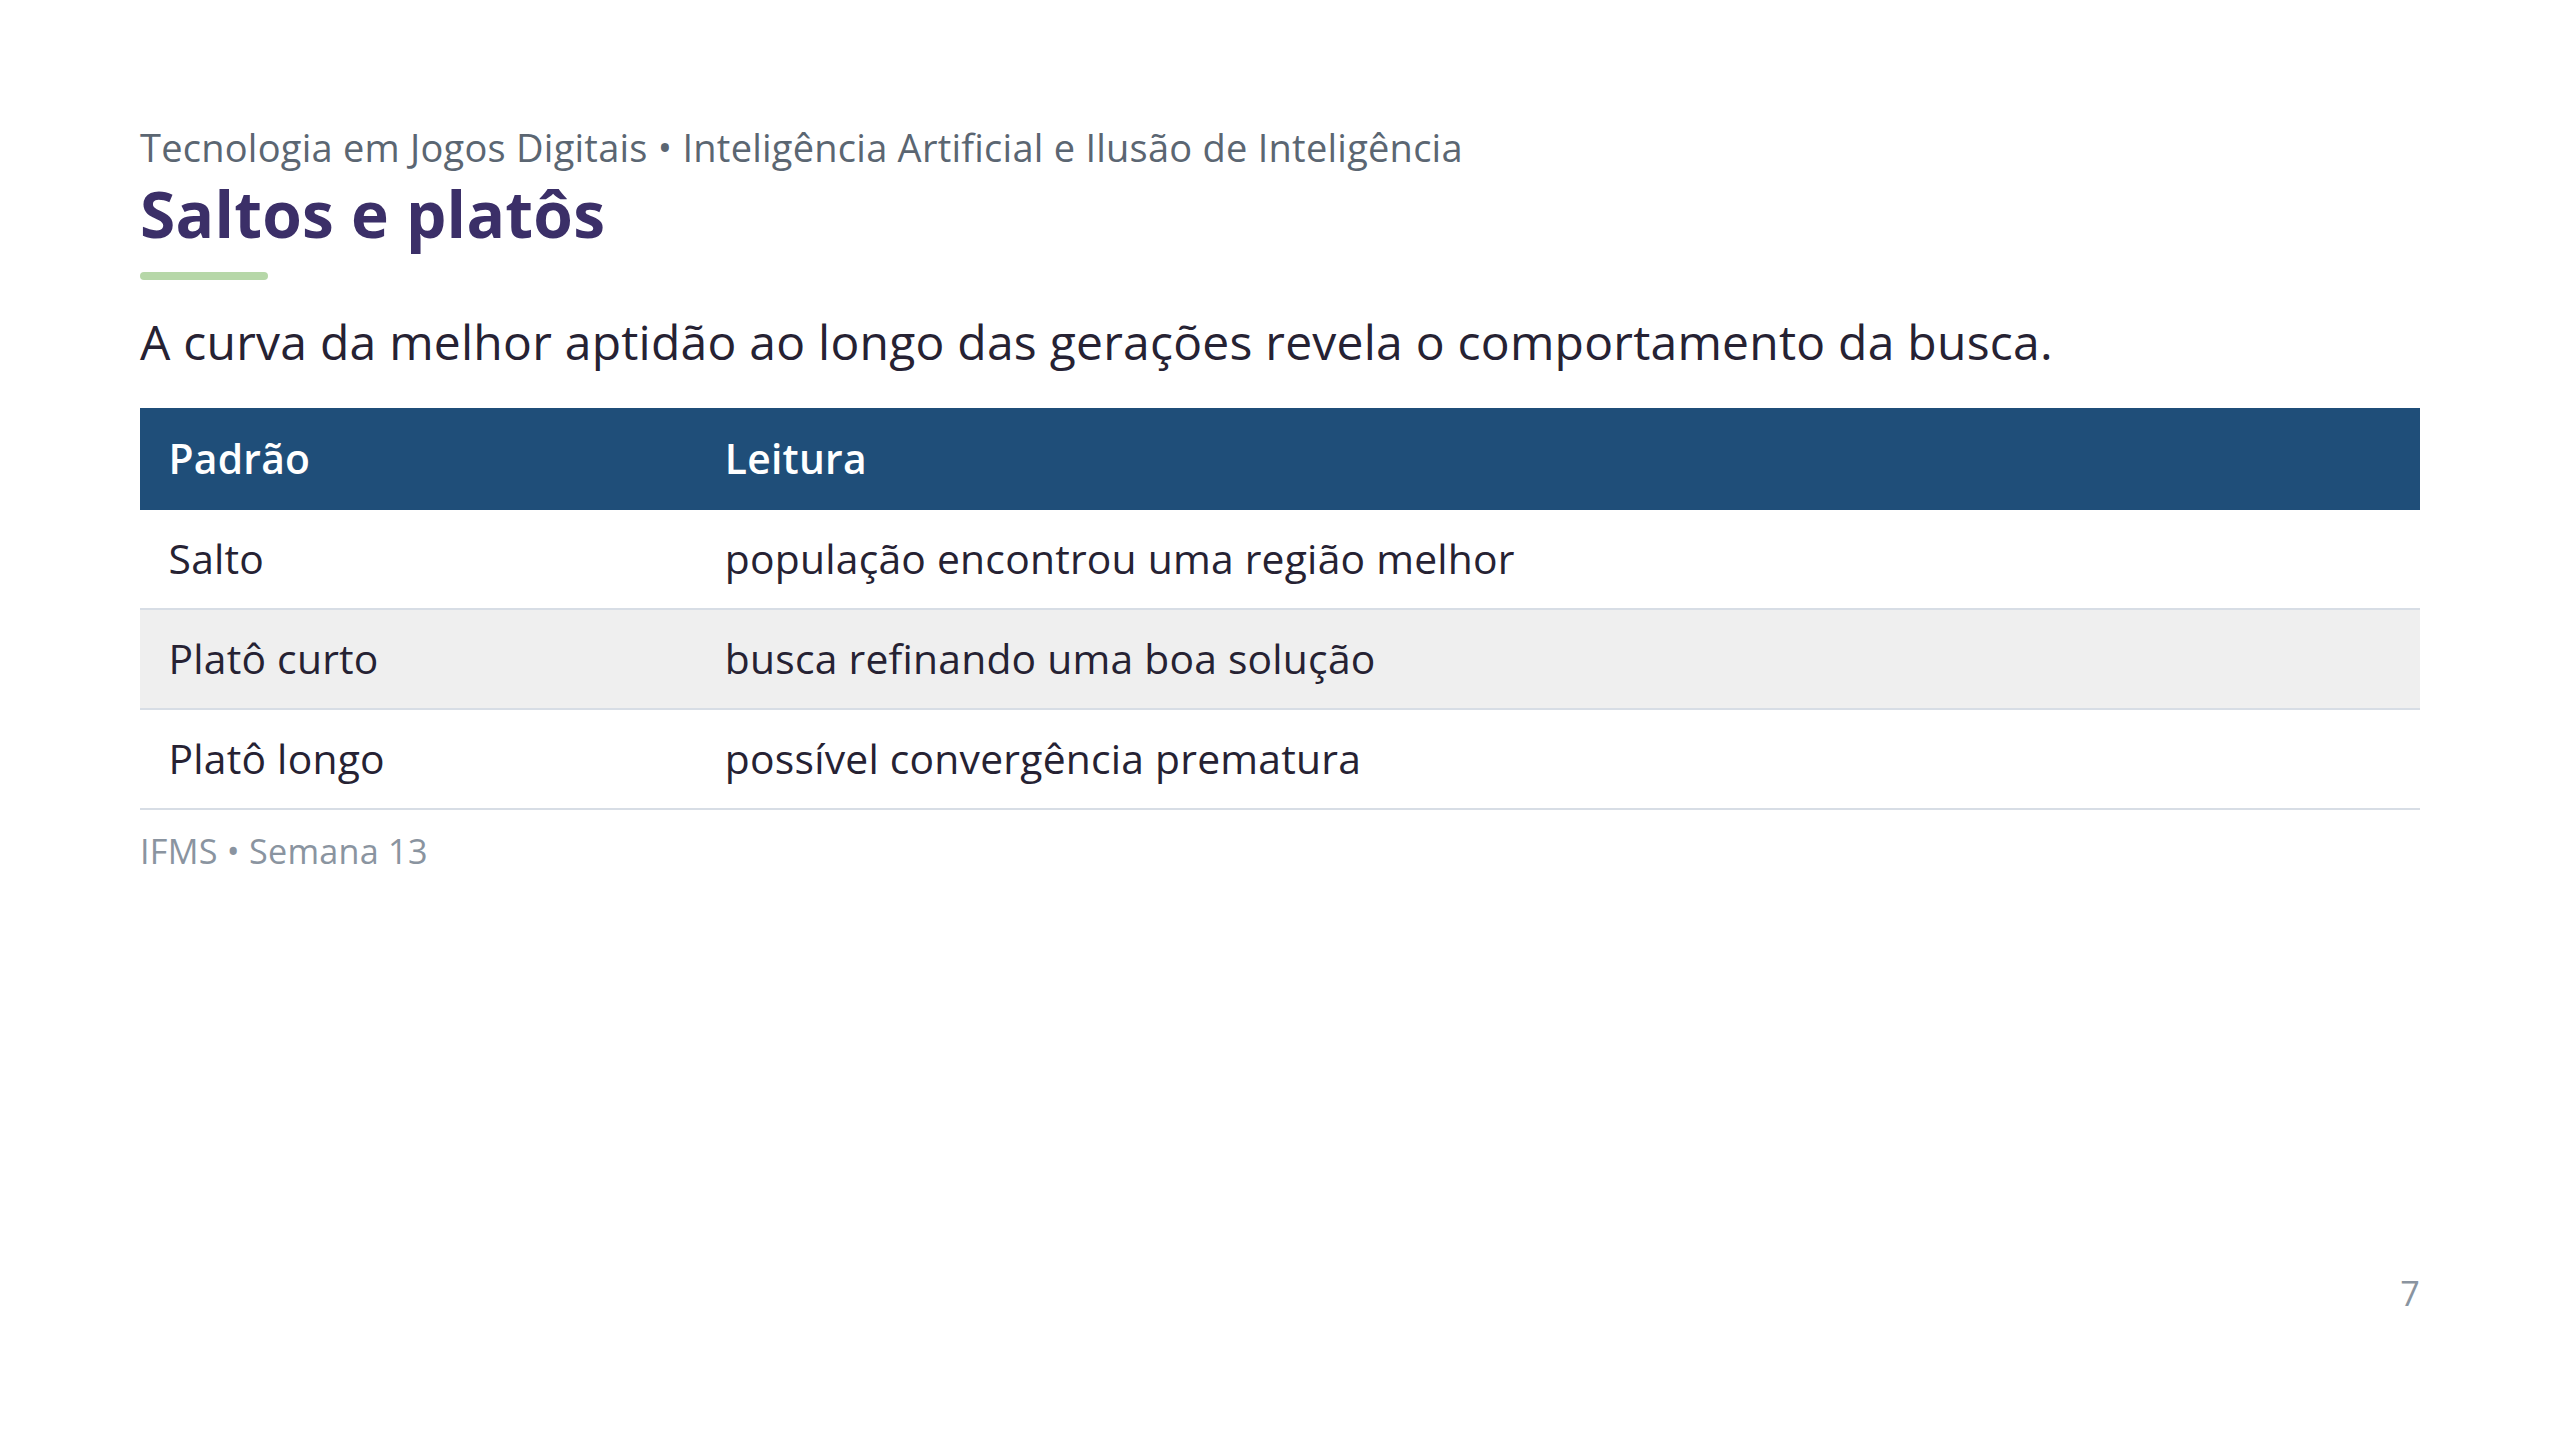 Tecnologia em Jogos Digitais • Inteligência Artificial e Ilusão de Inteligência
Saltos e platôs
A curva da melhor aptidão ao longo das gerações revela o comportamento da busca.
Padrão Leitura
Salto população encontrou uma região melhor
Platô curto busca refinando uma boa solução
Platô longo possível convergência prematura
IFMS • Semana 13
7